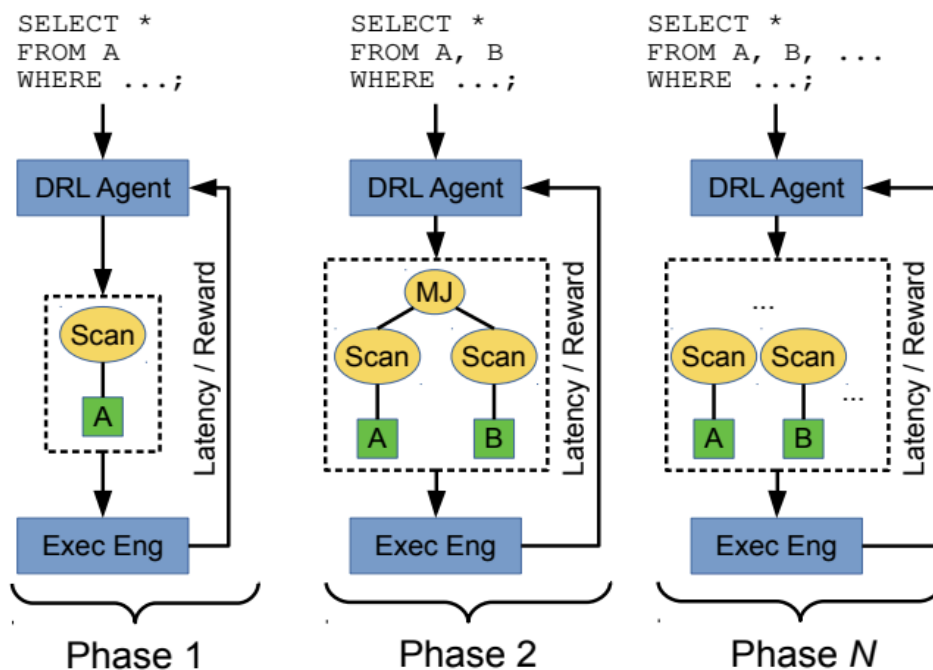 SELECT *
FROM A
WHERE ...;
DRL Agent
Scan
A
Latency / Reward
Exec Eng
Phase 1
SELECT *
FROM A, B
WHERE ...;
DRL Agent
MJ
Scan Scan
A B
Latency / Reward
Exec Eng
Phase 2
SELECT *
FROM A, B, ...
WHERE ...;
DRL Agent
...
Scan Scan
...
A B
Latency / Reward
Exec Eng
Phase N